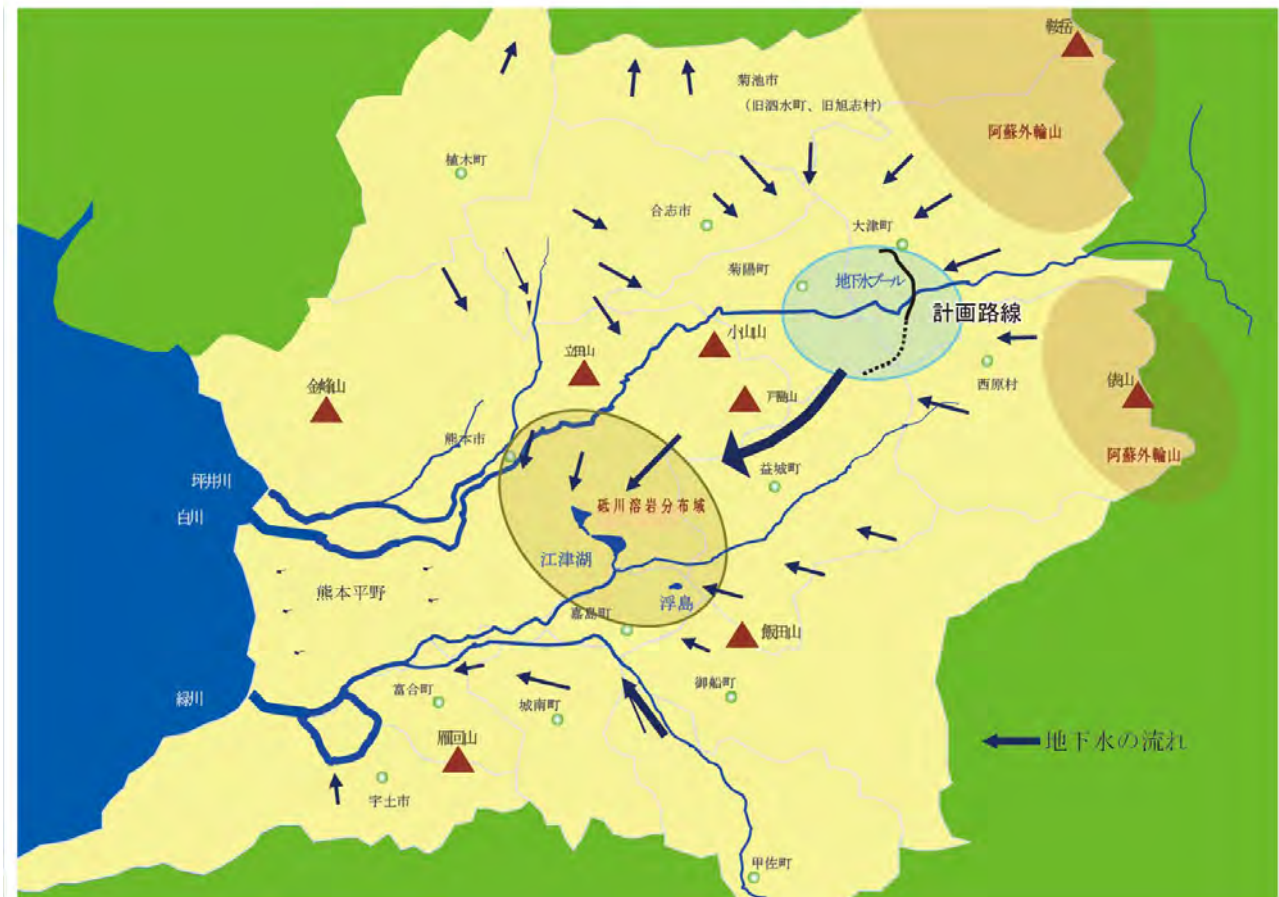 鞍岳
菊池市
(旧泗水町、旧旭志村)
阿蘇外輪山
植木町
合志市
大津町
菊陽町
地下水プール
計画路線
小山山
立田山
西原村
俵山
金峰山
戸島山
熊本市
阿蘇外輪山
益城町
坪井川
砥川溶岩分布域
白川
江津湖
熊本平野
浮島
嘉島町
飯田山
緑川
富合町
御船町
城南町
地下水の流れ
雁回山
宇土市
甲佐町